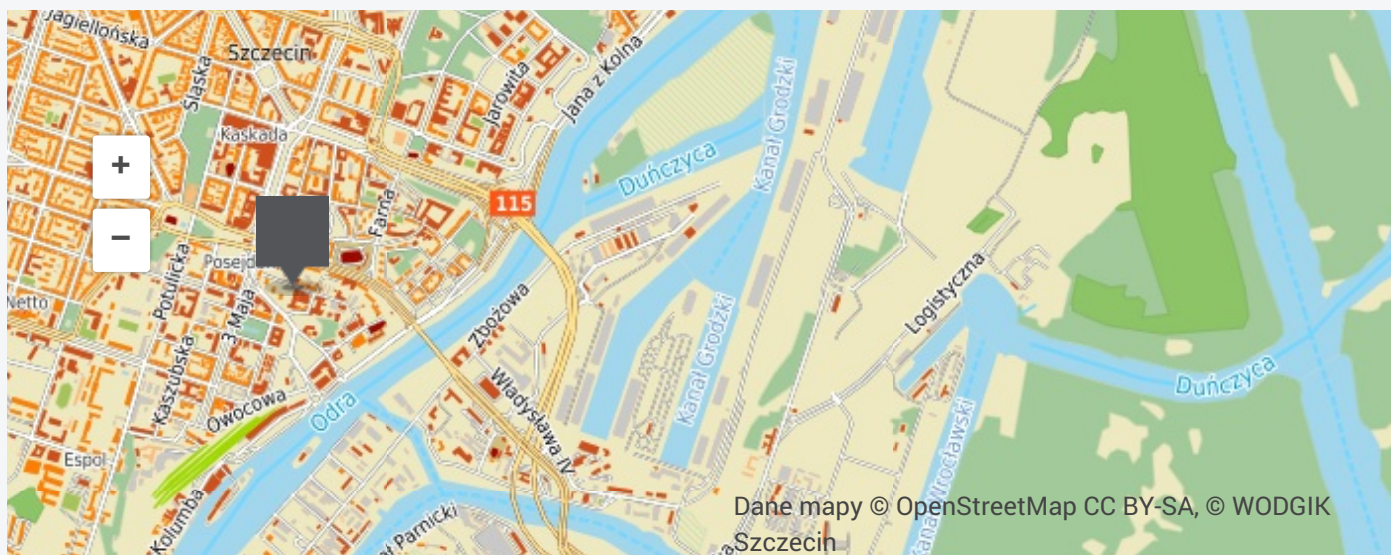 Jagiellońska
Szczecin
Śląska
Kaskada
Jarowita
Jana z Kolna
+
−
115
Farna
Duńczyca
Kanał Grodzki
Posejd
Potulicka
3 Maja
Netto
Kaszubska
Owocowa
Odra
Zbożowa
Władysława IV
Kanał Grodzki
Logistyczna
Duńczyca
Espol
Kolumba
Parnicki
Kanał Wrocławski
Dane mapy © OpenStreetMap CC BY-SA, © WODGIK
Szczecin